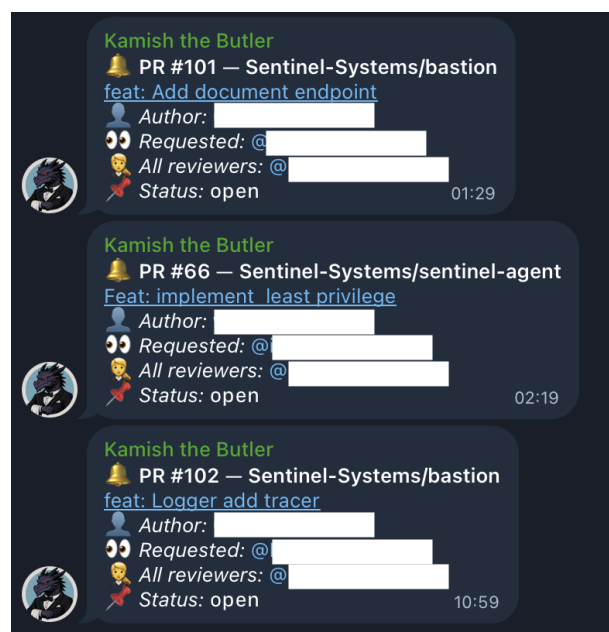 Kamish the Butler
🔔 PR #101 — Sentinel-Systems/bastion
feat: Add document endpoint
👤 Author:
👀 Requested: @
💂 All reviewers: @
📌 Status: open 01:29
Kamish the Butler
🔔 PR #66 — Sentinel-Systems/sentinel-agent
Feat: implement  least privilege
👤 Author:
👀 Requested: @
💂 All reviewers: @
📌 Status: open 02:19
Kamish the Butler
🔔 PR #102 — Sentinel-Systems/bastion
feat: Logger add tracer
👤 Author:
👀 Requested: @
💂 All reviewers: @
📌 Status: open 10:59